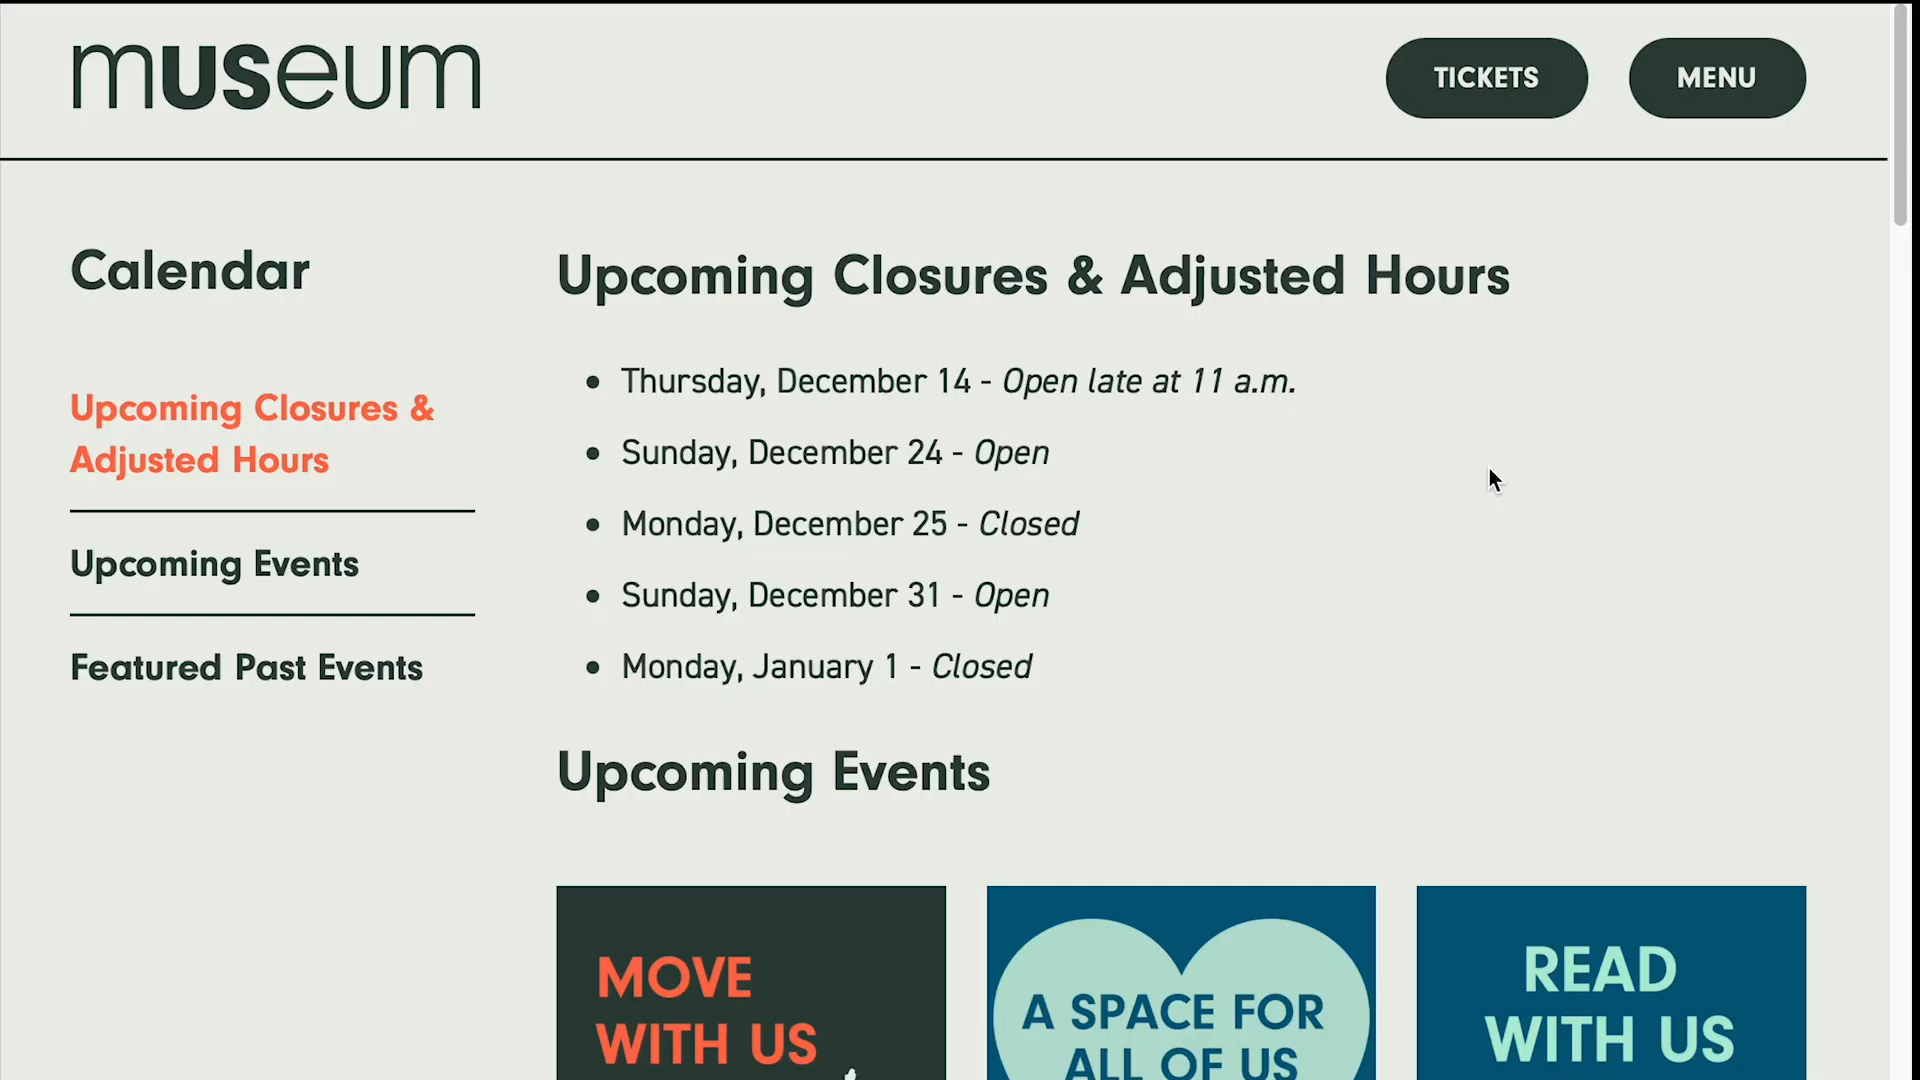 museum
TICKETS
MENU
Calendar
Upcoming Closures &
Adjusted Hours
Upcoming Events
Featured Past Events
Upcoming Closures & Adjusted Hours
Thursday, December 14 - Open late at 11 a.m.
Sunday, December 24 - Open
Monday, December 25 - Closed
Sunday, December 31 - Open
Monday, January 1 - Closed
Upcoming Events
MOVE
WITH US
A SPACE FOR
ALL OF US
READ
WITH US